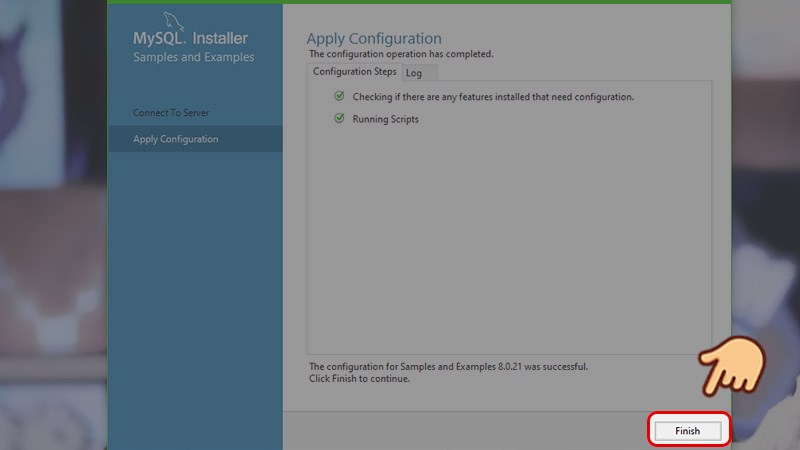 MySQL. Installer
Samples and Examples
Connect To Server
Apply Configuration
Apply Configuration
The configuration operation has completed.
Configuration Steps
Log
Checking if there are any features installed that need configuration.
Running Scripts
The configuration for Samples and Examples 8.0.21 was successful.
Click Finish to continue.
Finish